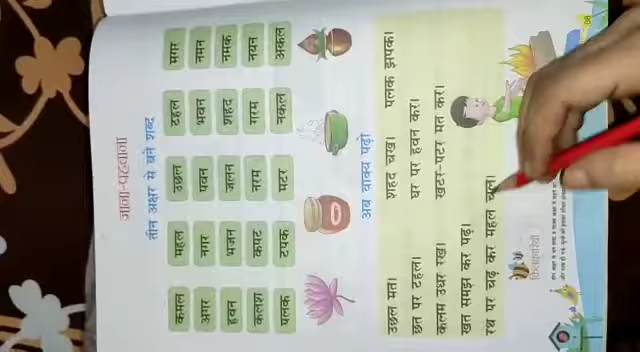 जाना-पहचाना
तीन अक्षर से बने शब्द
कमल महल उछल टहल मगर
अगर नगर पवन भवन नमन
हवन भजन जलन शहद नमक
कलश कपट नरम गरम नयन
पलक टपक मटर नकल अकल
अब वाक्य पढ़ो
उछल मत। शहद चख। पलक झपक।
छत पर टहल। घर पर हवन कर।
कलम उधर रख। खटर-पटर मत कर।
खत समझ कर पढ़।
रथ पर चढ़ कर महल चल।